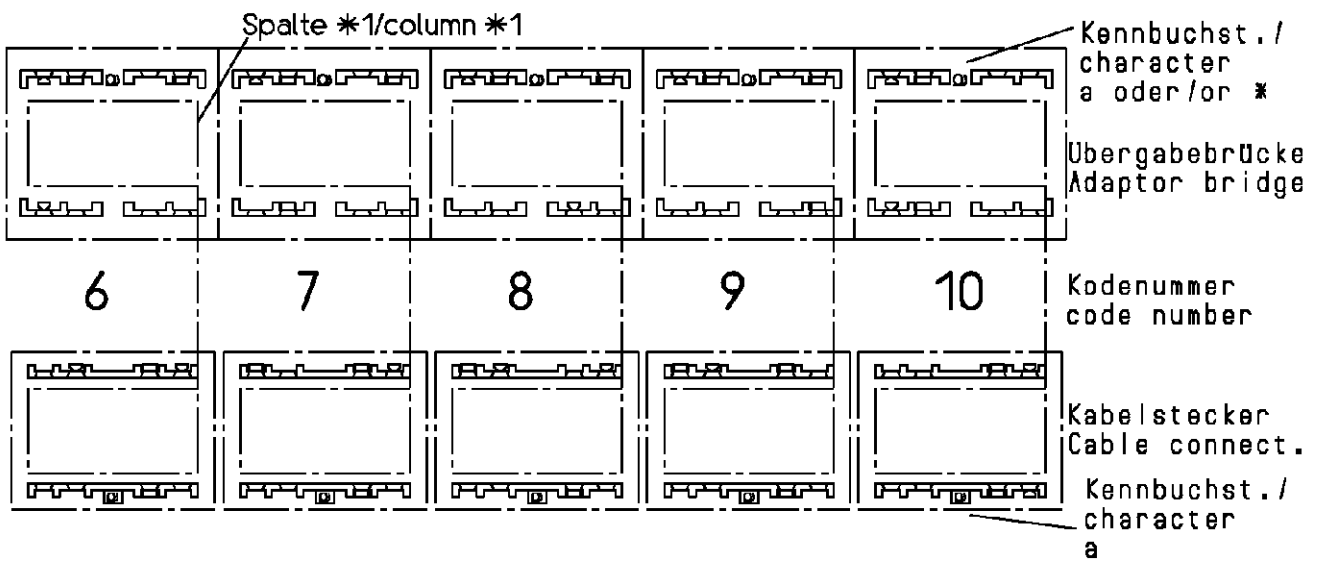 Spalte *1/column *1
Kennbuchst./
character
a oder/or *
Übergabebrücke
Adaptor bridge
6 7 8 9 10
Kodenummer
code number
Kabelstecker
Cable connect.
Kennbuchst./
character
a